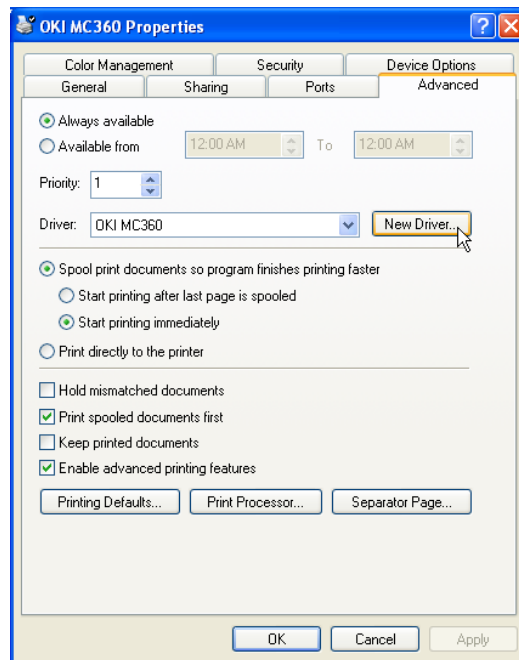 OKI MC360 Properties
Color Management Security Device Options
General Sharing Ports Advanced
Always available
Available from 12:00 AM To 12:00 AM
Priority: 1
Driver: OKI MC360 New Driver...
Spool print documents so program finishes printing faster
Start printing after last page is spooled
Start printing immediately
Print directly to the printer
Hold mismatched documents
Print spooled documents first
Keep printed documents
Enable advanced printing features
Printing Defaults... Print Processor... Separator Page...
OK Cancel Apply